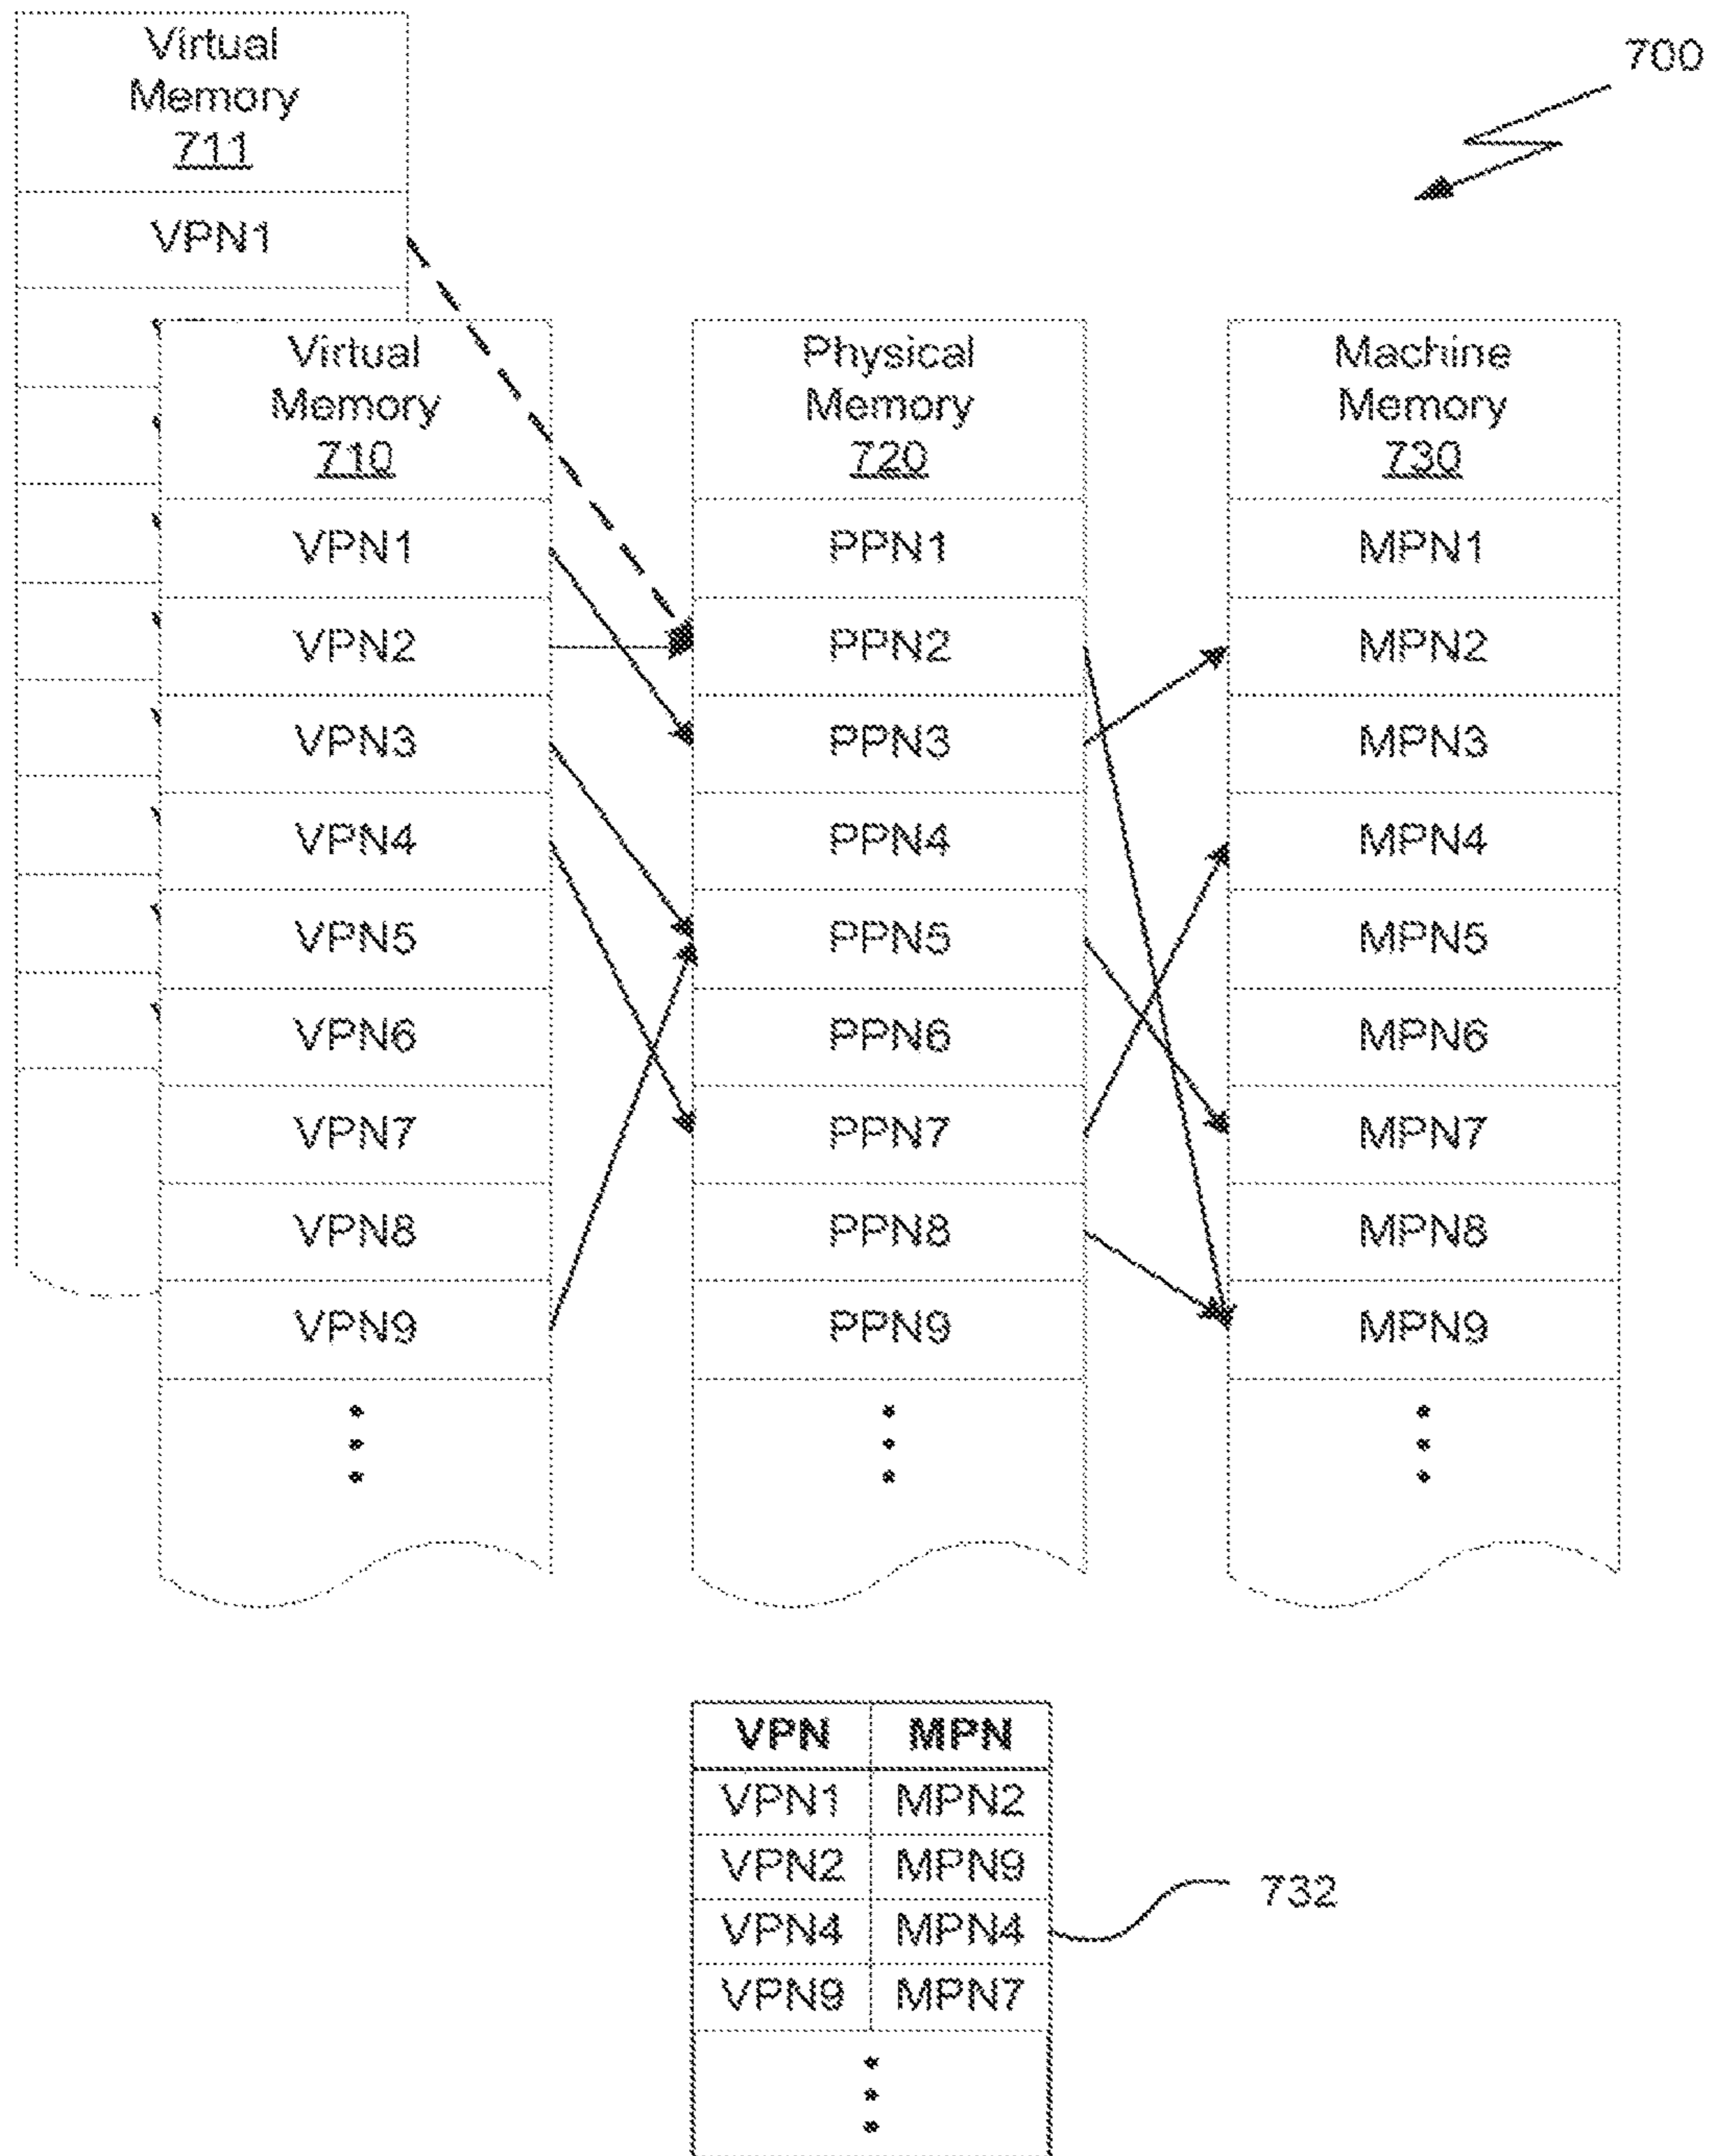 700
Virtual
Memory
711
VPN1
Virtual
Memory
710
VPN1
VPN2
VPN3
VPN4
VPN5
VPN6
VPN7
VPN8
VPN9
Physical
Memory
720
PPN1
PPN2
PPN3
PPN4
PPN5
PPN6
PPN7
PPN8
PPN9
Machine
Memory
730
MPN1
MPN2
MPN3
MPN4
MPN5
MPN6
MPN7
MPN8
MPN9
VPN MPN
VPN1 MPN2
VPN2 MPN9
VPN4 MPN4
VPN9 MPN7
732